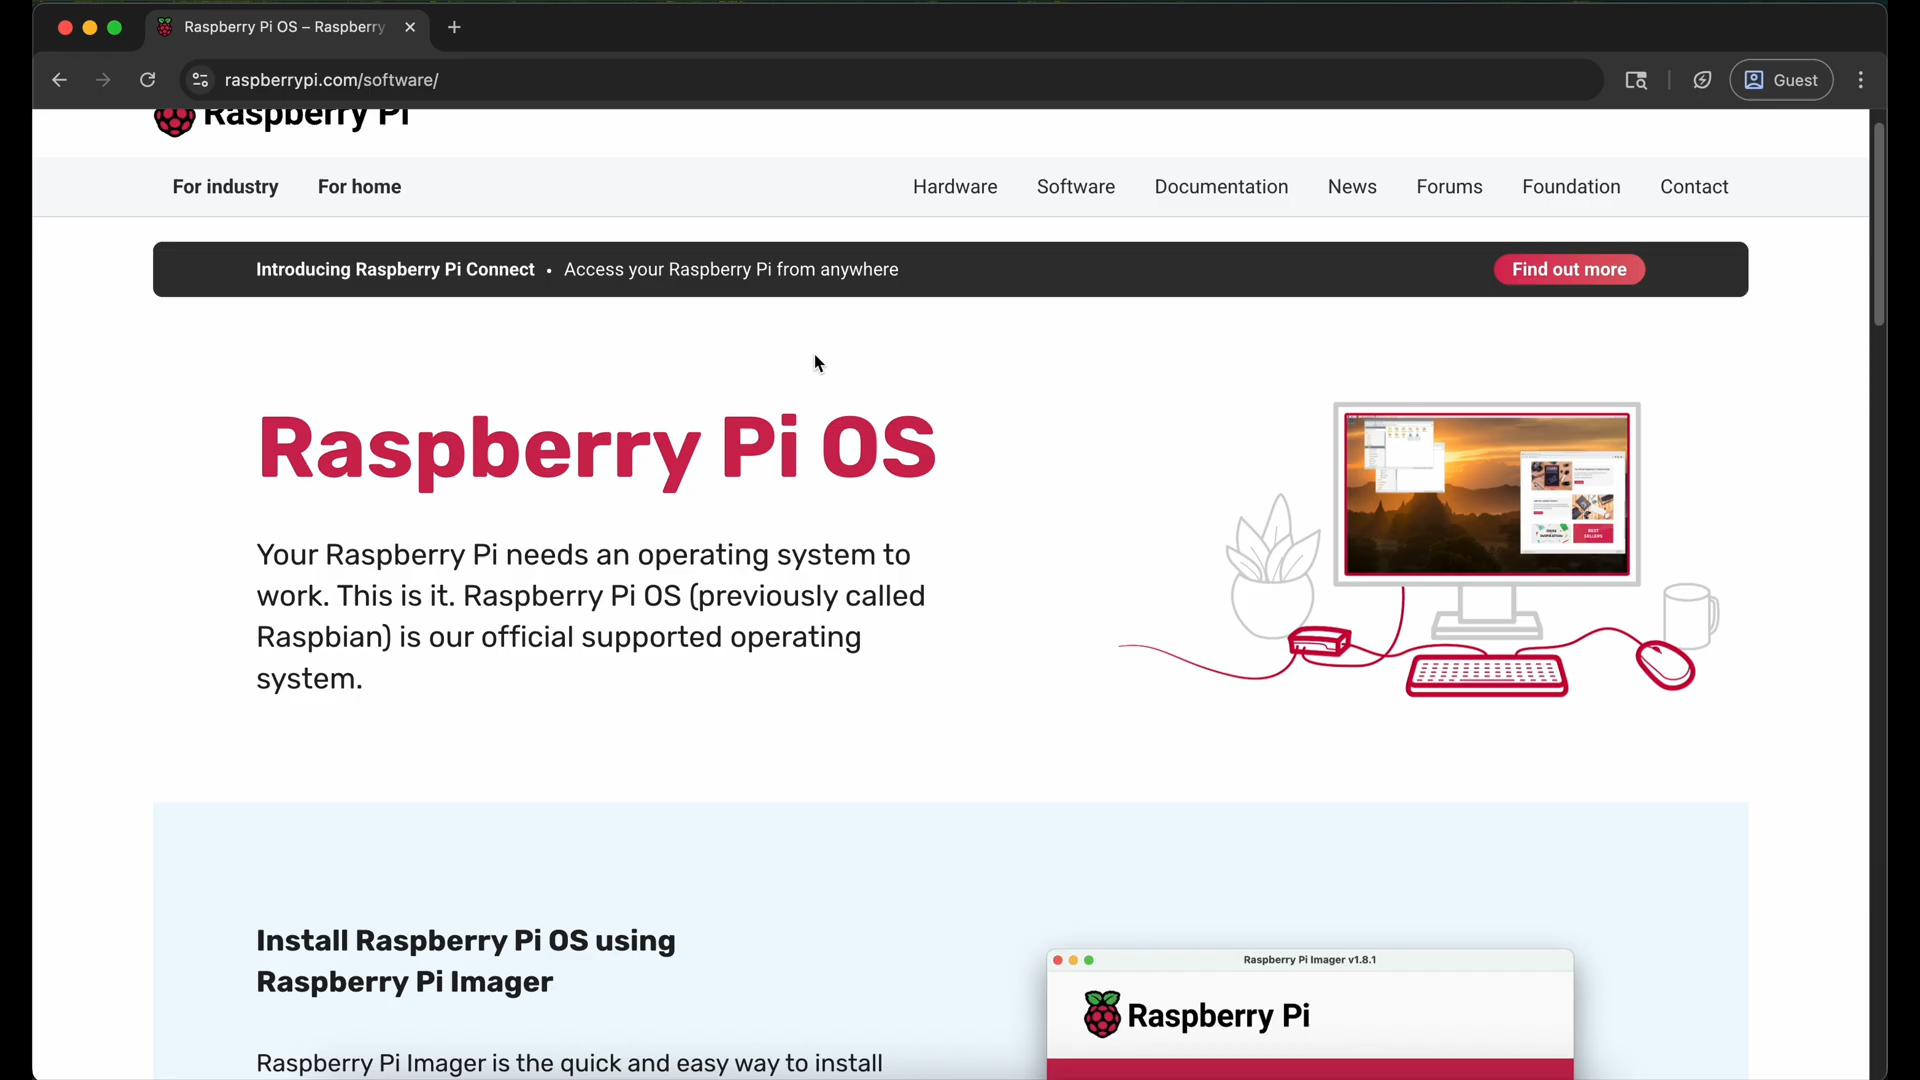 Raspberry Pi OS – Raspberry
raspberrypi.com/software/
Guest
Raspberry Pi
For industry
For home
Hardware
Software
Documentation
News
Forums
Foundation
Contact
Introducing Raspberry Pi Connect • Access your Raspberry Pi from anywhere
Find out more
Raspberry Pi OS
Your Raspberry Pi needs an operating system to
work. This is it. Raspberry Pi OS (previously called
Raspbian) is our official supported operating
system.
BEST
SELLERS
Install Raspberry Pi OS using
Raspberry Pi Imager
Raspberry Pi Imager is the quick and easy way to install
Raspberry Pi Imager v1.8.1
Raspberry Pi